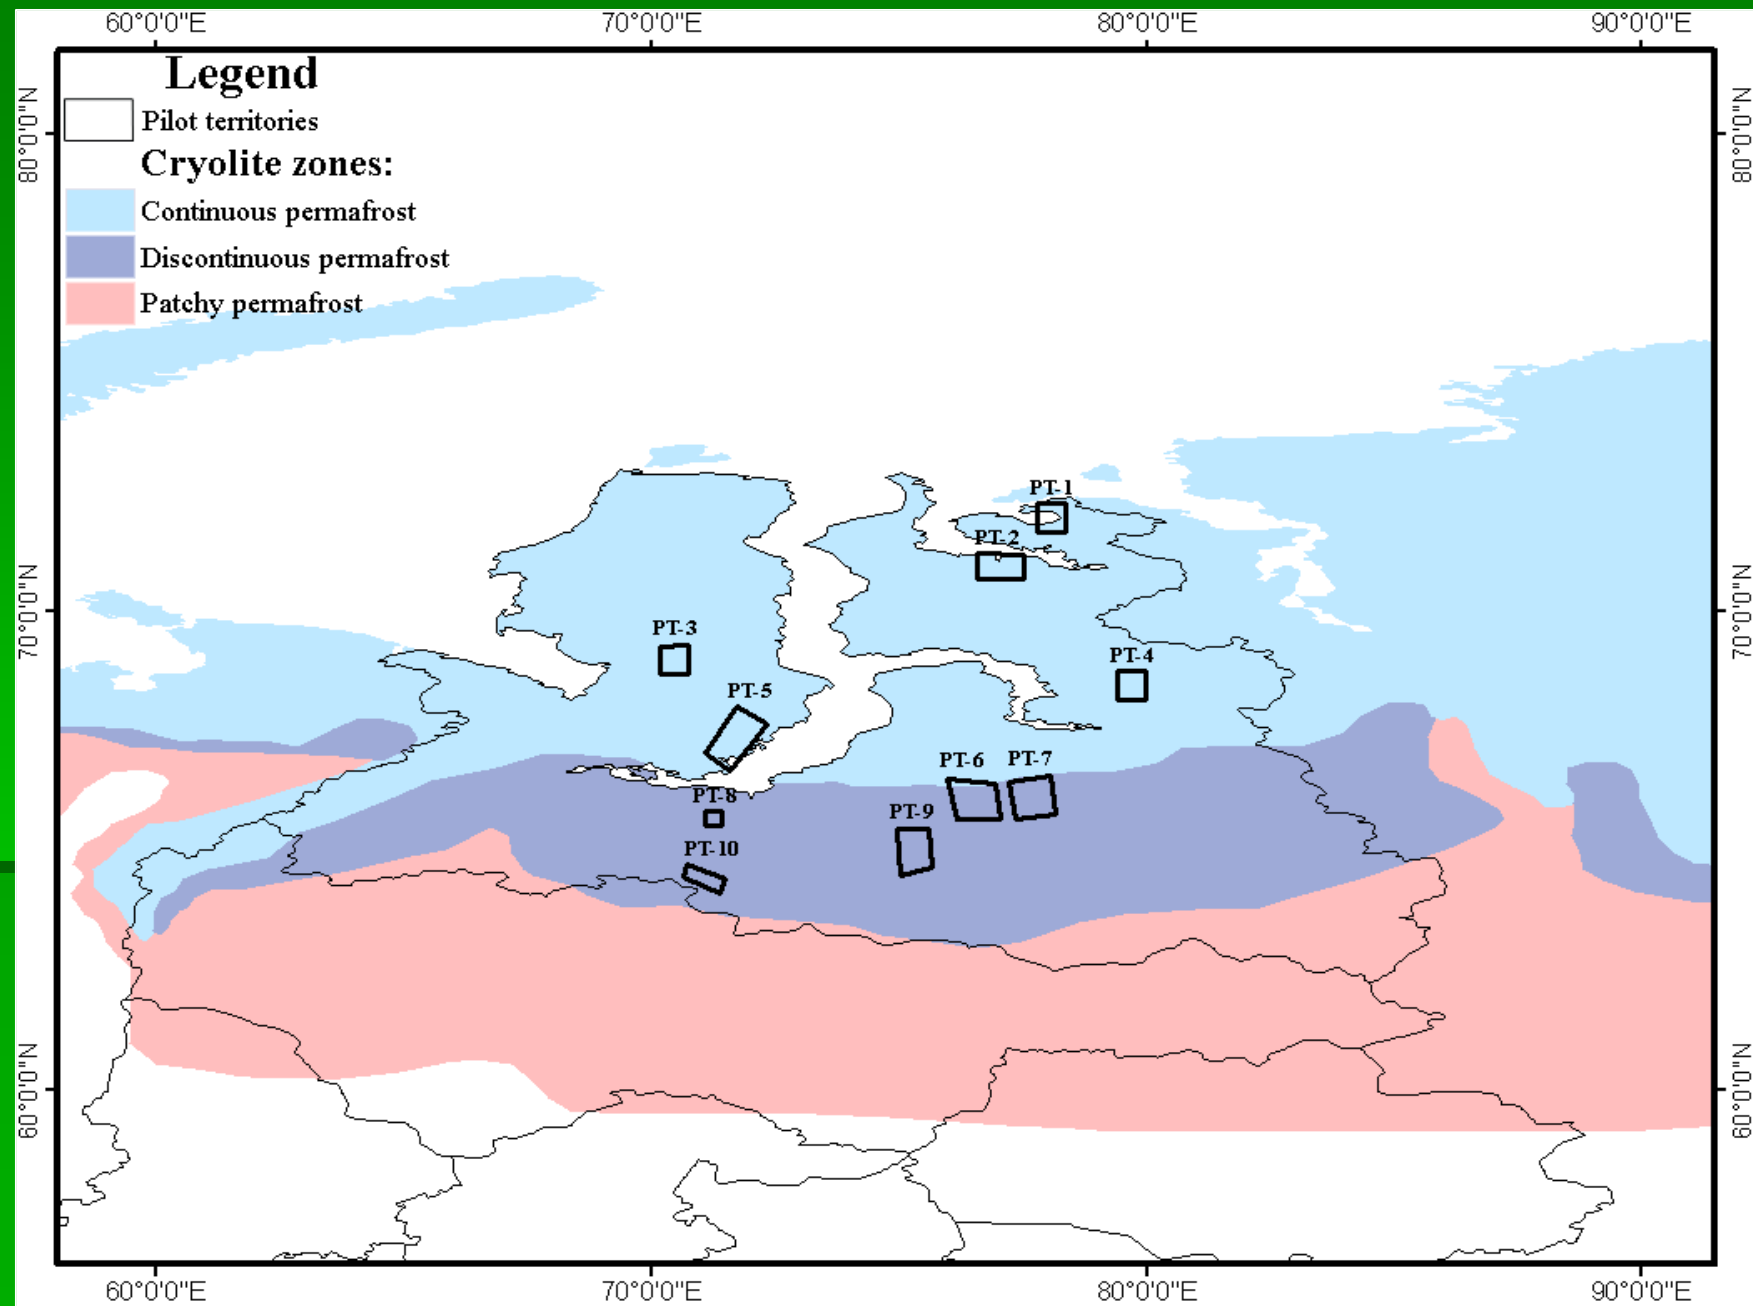 60°0'0"E 70°0'0"E 80°0'0"E 90°0'0"E
Legend
Pilot territories
Cryolite zones:
Continuous permafrost
Discontinuous permafrost
Patchy permafrost
80°0'0"N 80°0'0"N
PT-1
PT-2
70°0'0"N 70°0'0"N
PT-3
PT-4
PT-5
PT-6 PT-7
PT-8
PT-9
PT-10
60°0'0"N 60°0'0"N
60°0'0"E 70°0'0"E 80°0'0"E 90°0'0"E